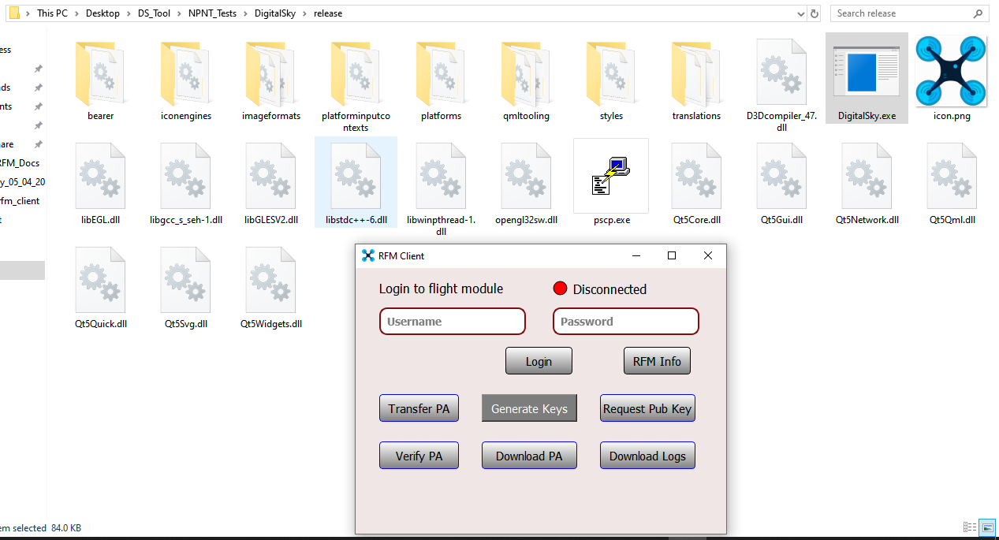 This PC > Desktop > DS_Tool > NPNT_Tests > DigitalSky > release
Search release
ess
ds
nts
are
RFM_Docs
y_05_04_20
rfm_client
t
bearer
iconengines
imageformats
platforminputco
ntexts
platforms
qmltooling
styles
translations
D3Dcompiler_47.
dll
DigitalSky.exe
icon.png
libEGL.dll
libgcc_s_seh-1.dll
libGLESV2.dll
libstdc++-6.dll
libwinpthread-1.
dll
opengl32sw.dll
pscp.exe
Qt5Core.dll
Qt5Gui.dll
Qt5Network.dll
Qt5Qml.dll
Qt5Quick.dll
Qt5Svg.dll
Qt5Widgets.dll
RFM Client
Login to flight module
Disconnected
Username
Password
Login
RFM Info
Transfer PA
Generate Keys
Request Pub Key
Verify PA
Download PA
Download Logs
em selected 84.0 KB